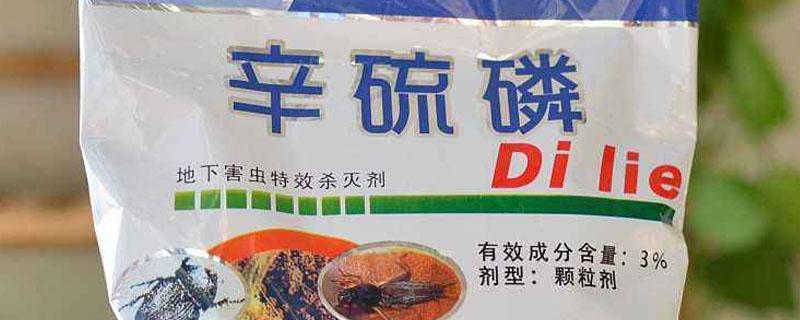 辛硫磷
Di lie
地下害虫特效杀灭剂
有效成分含量：3%
剂型：颗粒剂